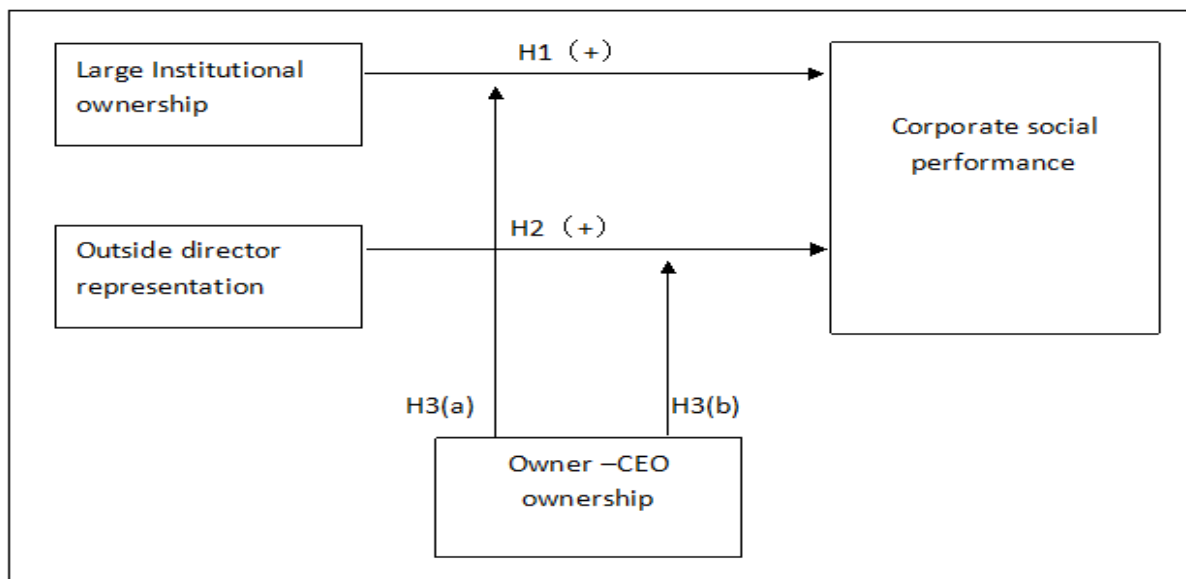 Large Institutional
ownership
H1 （+）
Corporate social
performance
Outside director
representation
H2 （+）
H3(a)
H3(b)
Owner –CEO
ownership